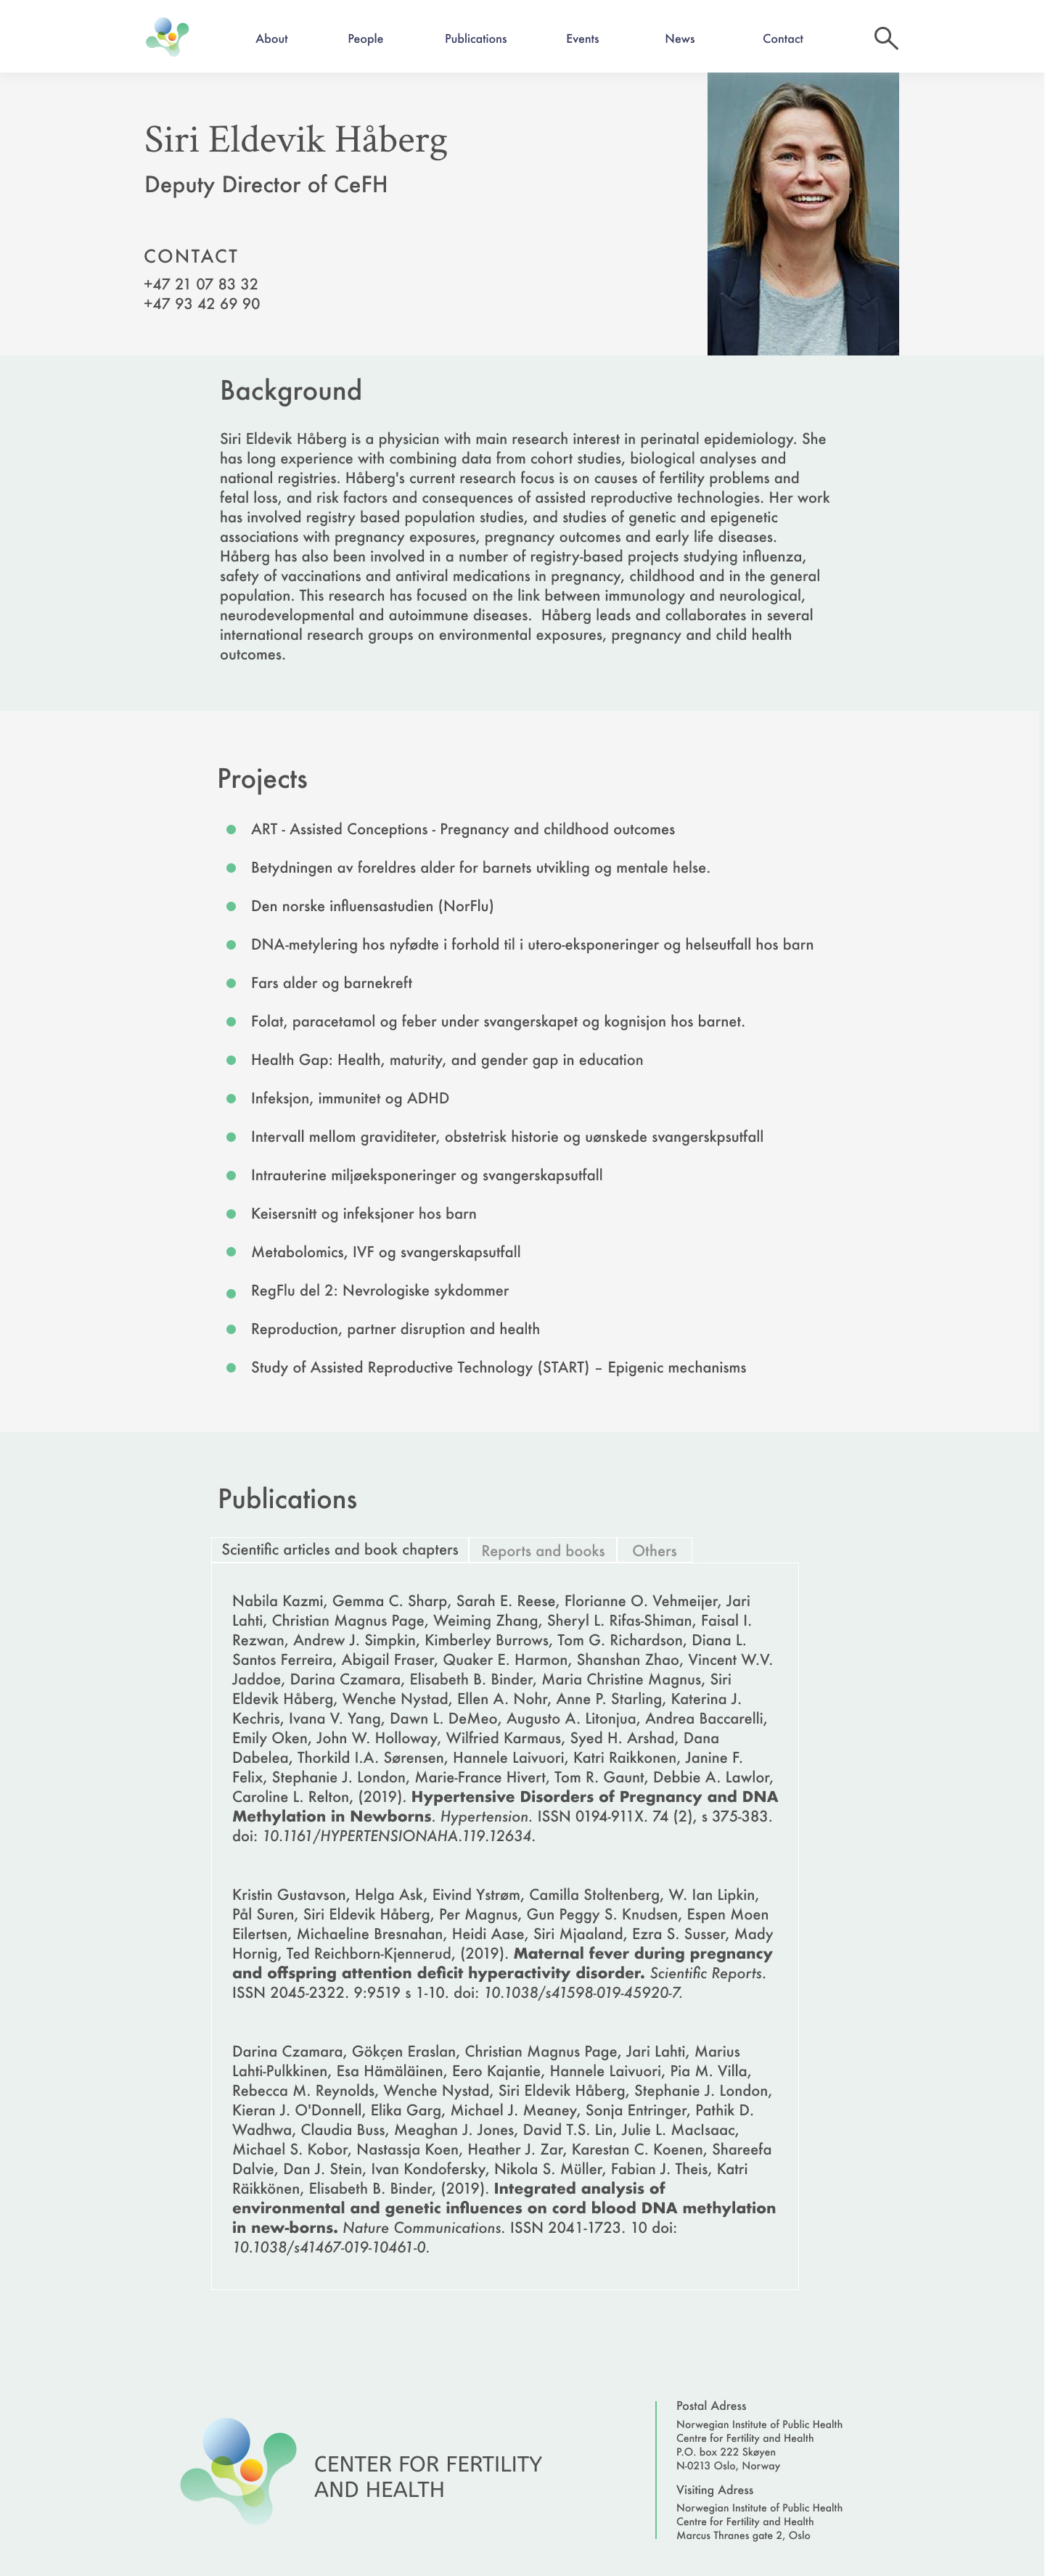 About People Publications Events News Contact
Siri Eldevik Håberg
Deputy Director of CeFH
CONTACT
+47 21 07 83 32
+47 93 42 69 90
Background
Siri Eldevik Håberg is a physician with main research interest in perinatal epidemiology. She
has long experience with combining data from cohort studies, biological analyses and
national registries. Håberg's current research focus is on causes of fertility problems and
fetal loss, and risk factors and consequences of assisted reproductive technologies. Her work
has involved registry based population studies, and studies of genetic and epigenetic
associations with pregnancy exposures, pregnancy outcomes and early life diseases.
Håberg has also been involved in a number of registry-based projects studying influenza,
safety of vaccinations and antiviral medications in pregnancy, childhood and in the general
population. This research has focused on the link between immunology and neurological,
neurodevelopmental and autoimmune diseases.  Håberg leads and collaborates in several
international research groups on environmental exposures, pregnancy and child health
outcomes.
Projects
ART - Assisted Conceptions - Pregnancy and childhood outcomes
Betydningen av foreldres alder for barnets utvikling og mentale helse.
Den norske influensastudien (NorFlu)
DNA-metylering hos nyfødte i forhold til i utero-eksponeringer og helseutfall hos barn
Fars alder og barnekreft
Folat, paracetamol og feber under svangerskapet og kognisjon hos barnet.
Health Gap: Health, maturity, and gender gap in education
Infeksjon, immunitet og ADHD
Intervall mellom graviditeter, obstetrisk historie og uønskede svangerskpsutfall
Intrauterine miljøeksponeringer og svangerskapsutfall
Keisersnitt og infeksjoner hos barn
Metabolomics, IVF og svangerskapsutfall
RegFlu del 2: Nevrologiske sykdommer
Reproduction, partner disruption and health
Study of Assisted Reproductive Technology (START) – Epigenic mechanisms
Publications
Scientific articles and book chapters Reports and books Others
Nabila Kazmi, Gemma C. Sharp, Sarah E. Reese, Florianne O. Vehmeijer, Jari
Lahti, Christian Magnus Page, Weiming Zhang, Sheryl L. Rifas-Shiman, Faisal I.
Rezwan, Andrew J. Simpkin, Kimberley Burrows, Tom G. Richardson, Diana L.
Santos Ferreira, Abigail Fraser, Quaker E. Harmon, Shanshan Zhao, Vincent W.V.
Jaddoe, Darina Czamara, Elisabeth B. Binder, Maria Christine Magnus, Siri
Eldevik Håberg, Wenche Nystad, Ellen A. Nohr, Anne P. Starling, Katerina J.
Kechris, Ivana V. Yang, Dawn L. DeMeo, Augusto A. Litonjua, Andrea Baccarelli,
Emily Oken, John W. Holloway, Wilfried Karmaus, Syed H. Arshad, Dana
Dabelea, Thorkild I.A. Sørensen, Hannele Laivuori, Katri Raikkonen, Janine F.
Felix, Stephanie J. London, Marie-France Hivert, Tom R. Gaunt, Debbie A. Lawlor,
Caroline L. Relton, (2019). Hypertensive Disorders of Pregnancy and DNA
Methylation in Newborns. Hypertension. ISSN 0194-911X. 74 (2), s 375-383.
doi: 10.1161/HYPERTENSIONAHA.119.12634.
Kristin Gustavson, Helga Ask, Eivind Ystrøm, Camilla Stoltenberg, W. Ian Lipkin,
Pål Suren, Siri Eldevik Håberg, Per Magnus, Gun Peggy S. Knudsen, Espen Moen
Eilertsen, Michaeline Bresnahan, Heidi Aase, Siri Mjaaland, Ezra S. Susser, Mady
Hornig, Ted Reichborn-Kjennerud, (2019). Maternal fever during pregnancy
and offspring attention deficit hyperactivity disorder. Scientific Reports.
ISSN 2045-2322. 9:9519 s 1-10. doi: 10.1038/s41598-019-45920-7.
Darina Czamara, Gökçen Eraslan, Christian Magnus Page, Jari Lahti, Marius
Lahti-Pulkkinen, Esa Hämäläinen, Eero Kajantie, Hannele Laivuori, Pia M. Villa,
Rebecca M. Reynolds, Wenche Nystad, Siri Eldevik Håberg, Stephanie J. London,
Kieran J. O'Donnell, Elika Garg, Michael J. Meaney, Sonja Entringer, Pathik D.
Wadhwa, Claudia Buss, Meaghan J. Jones, David T.S. Lin, Julie L. MacIsaac,
Michael S. Kobor, Nastassja Koen, Heather J. Zar, Karestan C. Koenen, Shareefa
Dalvie, Dan J. Stein, Ivan Kondofersky, Nikola S. Müller, Fabian J. Theis, Katri
Räikkönen, Elisabeth B. Binder, (2019). Integrated analysis of
environmental and genetic influences on cord blood DNA methylation
in new-borns. Nature Communications. ISSN 2041-1723. 10 doi:
10.1038/s41467-019-10461-0.
CENTER FOR FERTILITY
AND HEALTH
Postal Adress
Norwegian Institute of Public Health
Centre for Fertility and Health
P.O. box 222 Skøyen
N-0213 Oslo, Norway
Visiting Adress
Norwegian Institute of Public Health
Centre for Fertility and Health
Marcus Thranes gate 2, Oslo